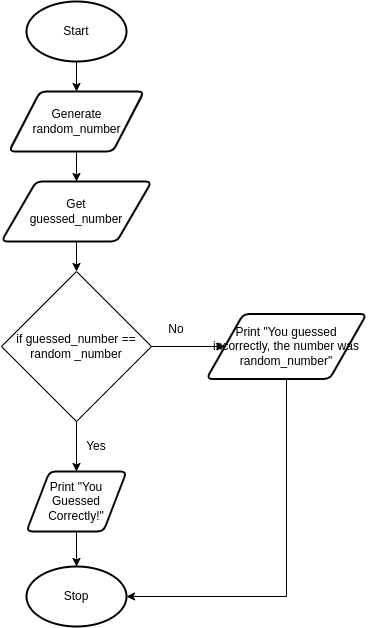 Start
Generate
random_number
Get
guessed_number
if guessed_number ==
random _number
No
Print "You guessed
incorrectly, the number was
random_number"
Yes
Print "You
Guessed
Correctly!"
Stop